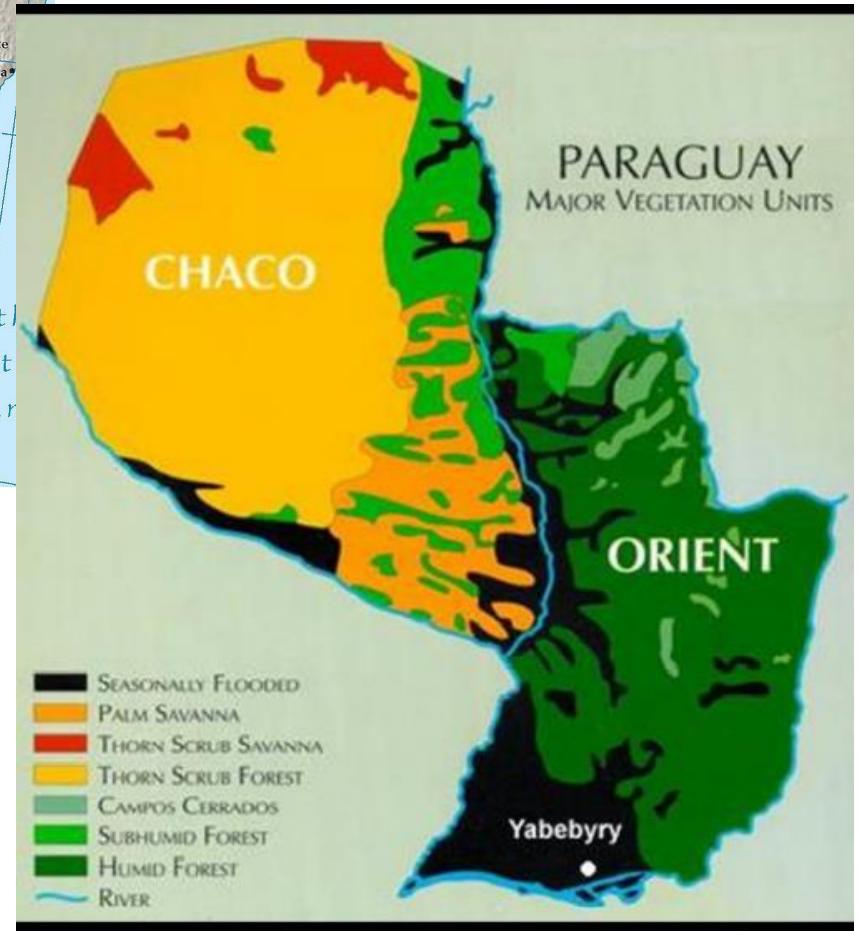 PARAGUAY
MAJOR VEGETATION UNITS
CHACO
ORIENT
SEASONALLY FLOODED
PALM SAVANNA
THORN SCRUB SAVANNA
THORN SCRUB FOREST
CAMPOS CERRADOS
SUBHUMID FOREST
HUMID FOREST
RIVER
Yabebyry